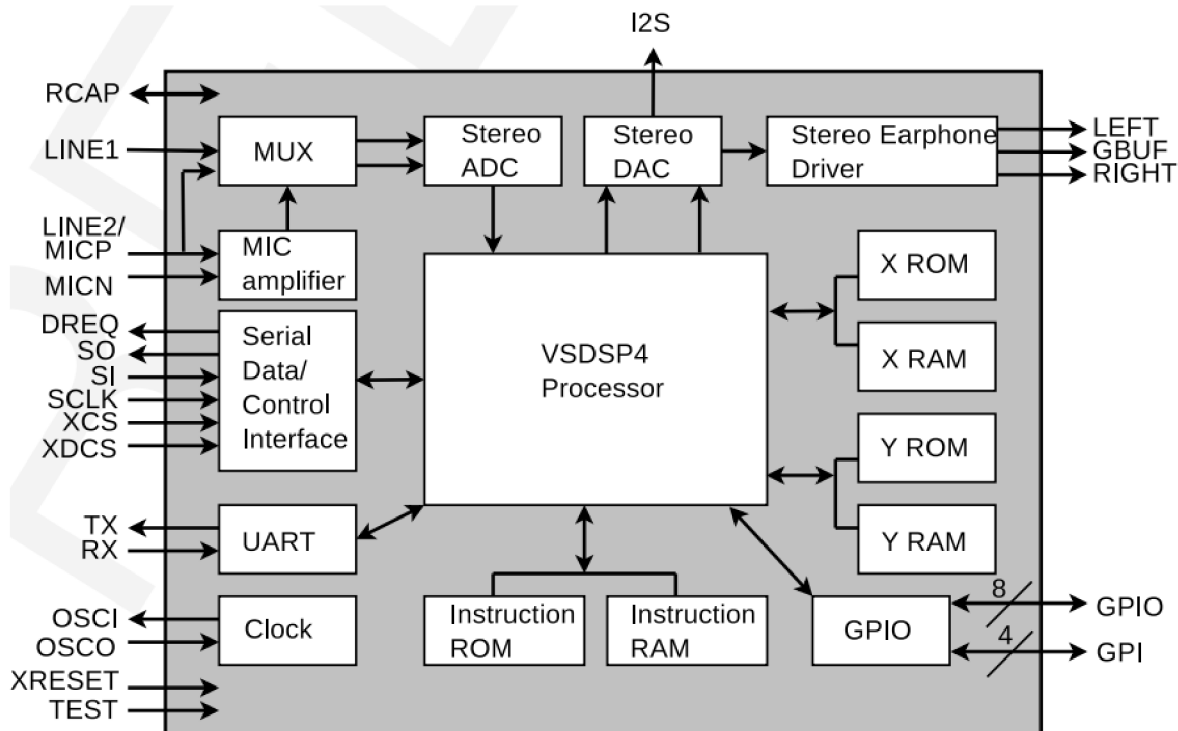 I2S
RCAP
LINE1
LINE2/
MICP
MICN
DREQ
SO
SI
SCLK
XCS
XDCS
TX
RX
OSCI
OSCO
XRESET
TEST
MUX
Stereo
ADC
Stereo
DAC
Stereo Earphone
Driver
LEFT
GBUF
RIGHT
MIC
amplifier
Serial
Data/
Control
Interface
VSDSP4
Processor
X ROM
X RAM
Y ROM
Y RAM
UART
Clock
Instruction
ROM
Instruction
RAM
GPIO
8
GPIO
4
GPI